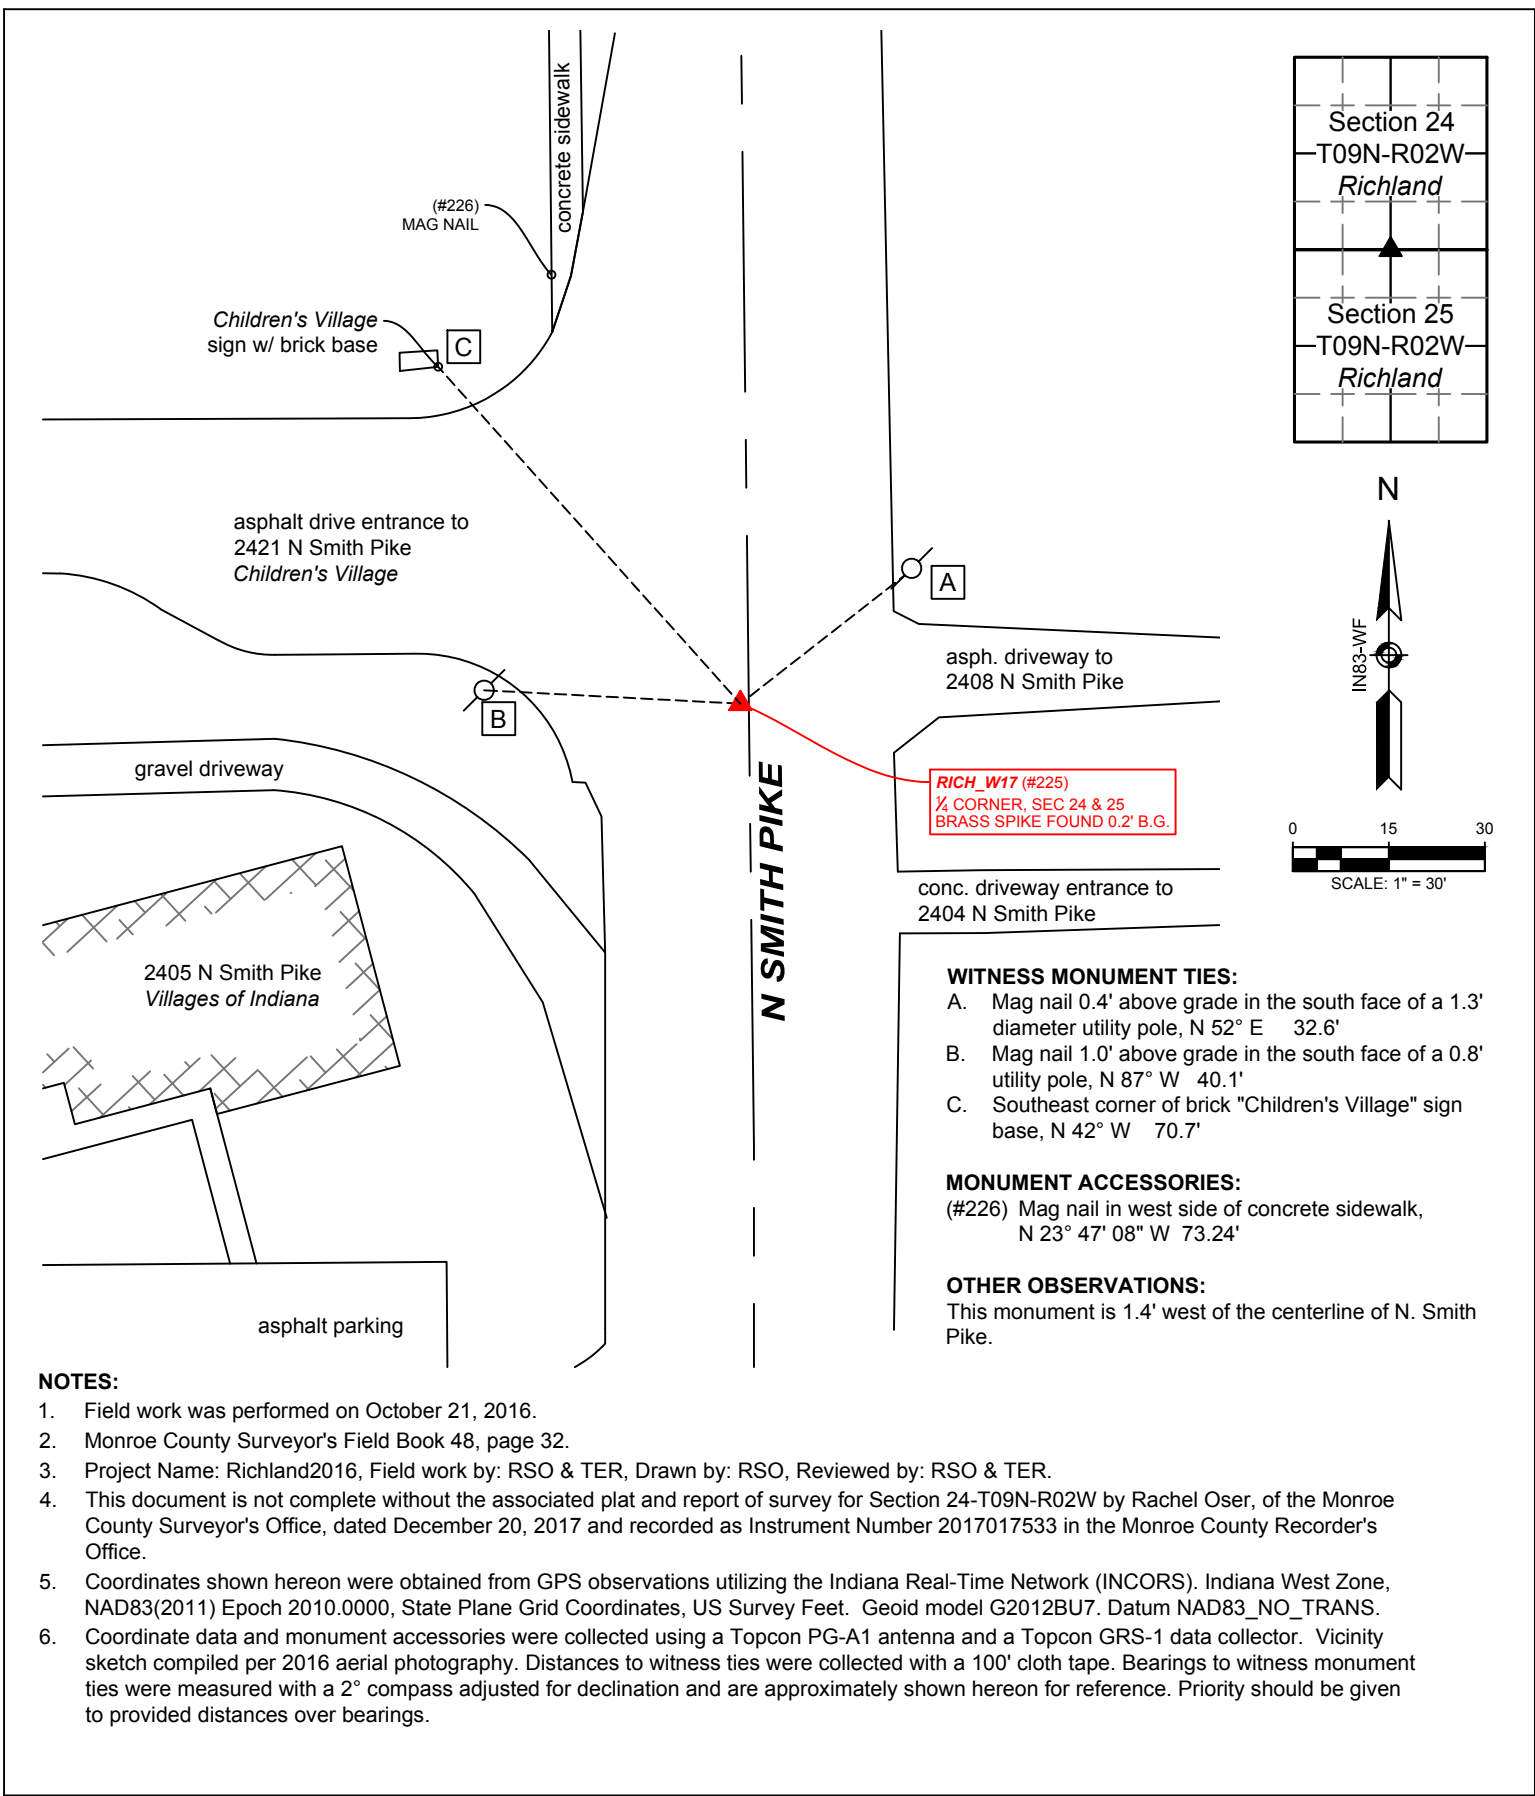 concrete sidewalk
(#226)
MAG NAIL
Children's Village
sign w/ brick base
C
Section 24
T09N-R02W
Richland
Section 25
T09N-R02W
Richland
N
IN83-WF
0 15 30
SCALE: 1" = 30'
asphalt drive entrance to
2421 N Smith Pike
Children's Village
A
asph. driveway to
2408 N Smith Pike
B
gravel driveway
N SMITH PIKE
RICH_W17 (#225)
¼ CORNER, SEC 24 & 25
BRASS SPIKE FOUND 0.2' B.G.
conc. driveway entrance to
2404 N Smith Pike
2405 N Smith Pike
Villages of Indiana
asphalt parking
WITNESS MONUMENT TIES:
A. Mag nail 0.4' above grade in the south face of a 1.3'
diameter utility pole, N 52° E 32.6'
B. Mag nail 1.0' above grade in the south face of a 0.8'
utility pole, N 87° W 40.1'
C. Southeast corner of brick "Children's Village" sign
base, N 42° W 70.7'
MONUMENT ACCESSORIES:
(#226) Mag nail in west side of concrete sidewalk,
N 23° 47' 08" W 73.24'
OTHER OBSERVATIONS:
This monument is 1.4' west of the centerline of N. Smith
Pike.
NOTES:
1. Field work was performed on October 21, 2016.
2. Monroe County Surveyor's Field Book 48, page 32.
3. Project Name: Richland2016, Field work by: RSO & TER, Drawn by: RSO, Reviewed by: RSO & TER.
4. This document is not complete without the associated plat and report of survey for Section 24-T09N-R02W by Rachel Oser, of the Monroe
County Surveyor's Office, dated December 20, 2017 and recorded as Instrument Number 2017017533 in the Monroe County Recorder's
Office.
5. Coordinates shown hereon were obtained from GPS observations utilizing the Indiana Real-Time Network (INCORS). Indiana West Zone,
NAD83(2011) Epoch 2010.0000, State Plane Grid Coordinates, US Survey Feet. Geoid model G2012BU7. Datum NAD83_NO_TRANS.
6. Coordinate data and monument accessories were collected using a Topcon PG-A1 antenna and a Topcon GRS-1 data collector. Vicinity
sketch compiled per 2016 aerial photography. Distances to witness ties were collected with a 100' cloth tape. Bearings to witness monument
ties were measured with a 2° compass adjusted for declination and are approximately shown hereon for reference. Priority should be given
to provided distances over bearings.